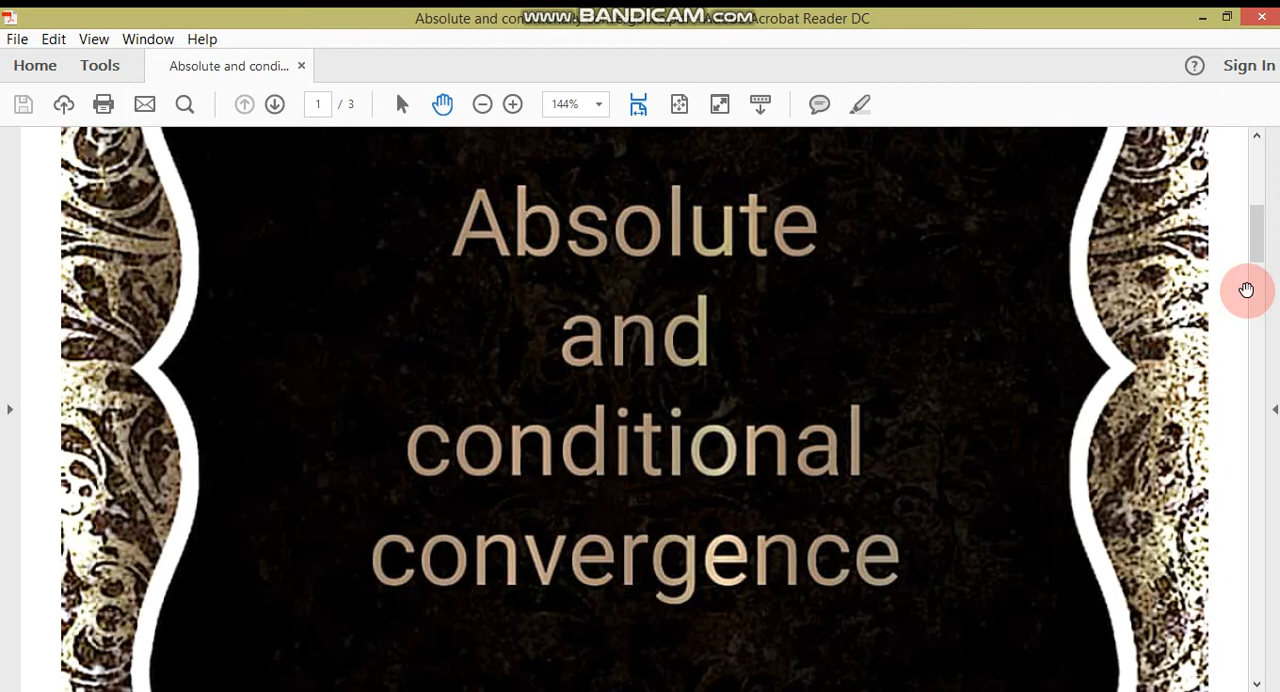 Absolute and con www.BANDICAM.com Acrobat Reader DC
File Edit View Window Help
Home Tools Absolute and condi... × ? Sign In
1 / 3 144%
Absolute
and
conditional
convergence